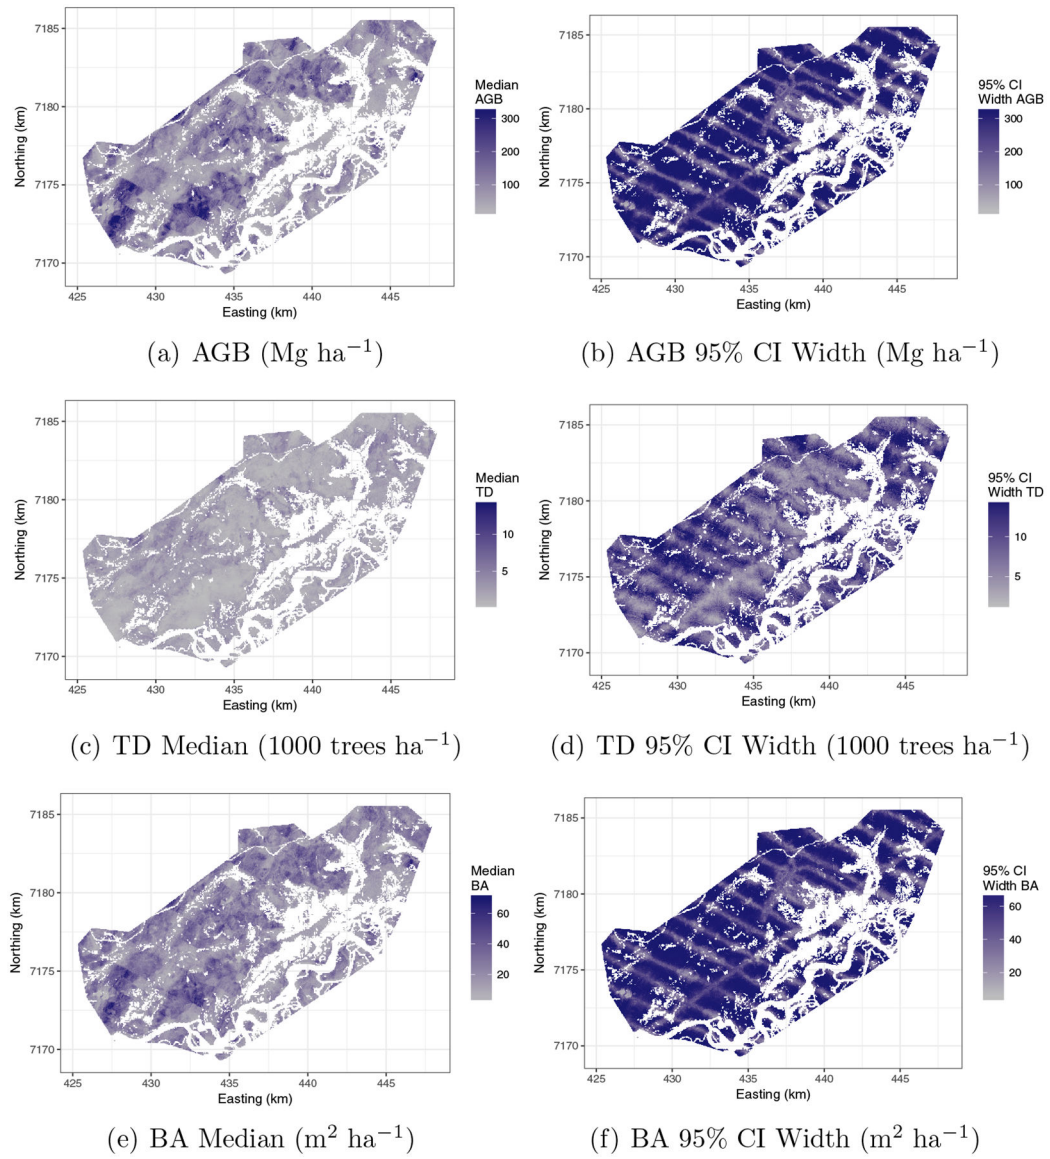 Northing (km)
7185
7180
7175
7170
425 430 435 440 445
Easting (km)
Median
AGB
300
200
100
(a) AGB (Mg ha⁻¹)
Northing (km)
7185
7180
7175
7170
425 430 435 440 445
Easting (km)
95% CI
Width AGB
300
200
100
(b) AGB 95% CI Width (Mg ha⁻¹)
Northing (km)
7185
7180
7175
7170
425 430 435 440 445
Easting (km)
Median
TD
10
5
(c) TD Median (1000 trees ha⁻¹)
Northing (km)
7185
7180
7175
7170
425 430 435 440 445
Easting (km)
95% CI
Width TD
10
5
(d) TD 95% CI Width (1000 trees ha⁻¹)
Northing (km)
7185
7180
7175
7170
425 430 435 440 445
Easting (km)
Median
BA
60
40
20
(e) BA Median (m² ha⁻¹)
Northing (km)
7185
7180
7175
7170
425 430 435 440 445
Easting (km)
95% CI
Width BA
60
40
20
(f) BA 95% CI Width (m² ha⁻¹)